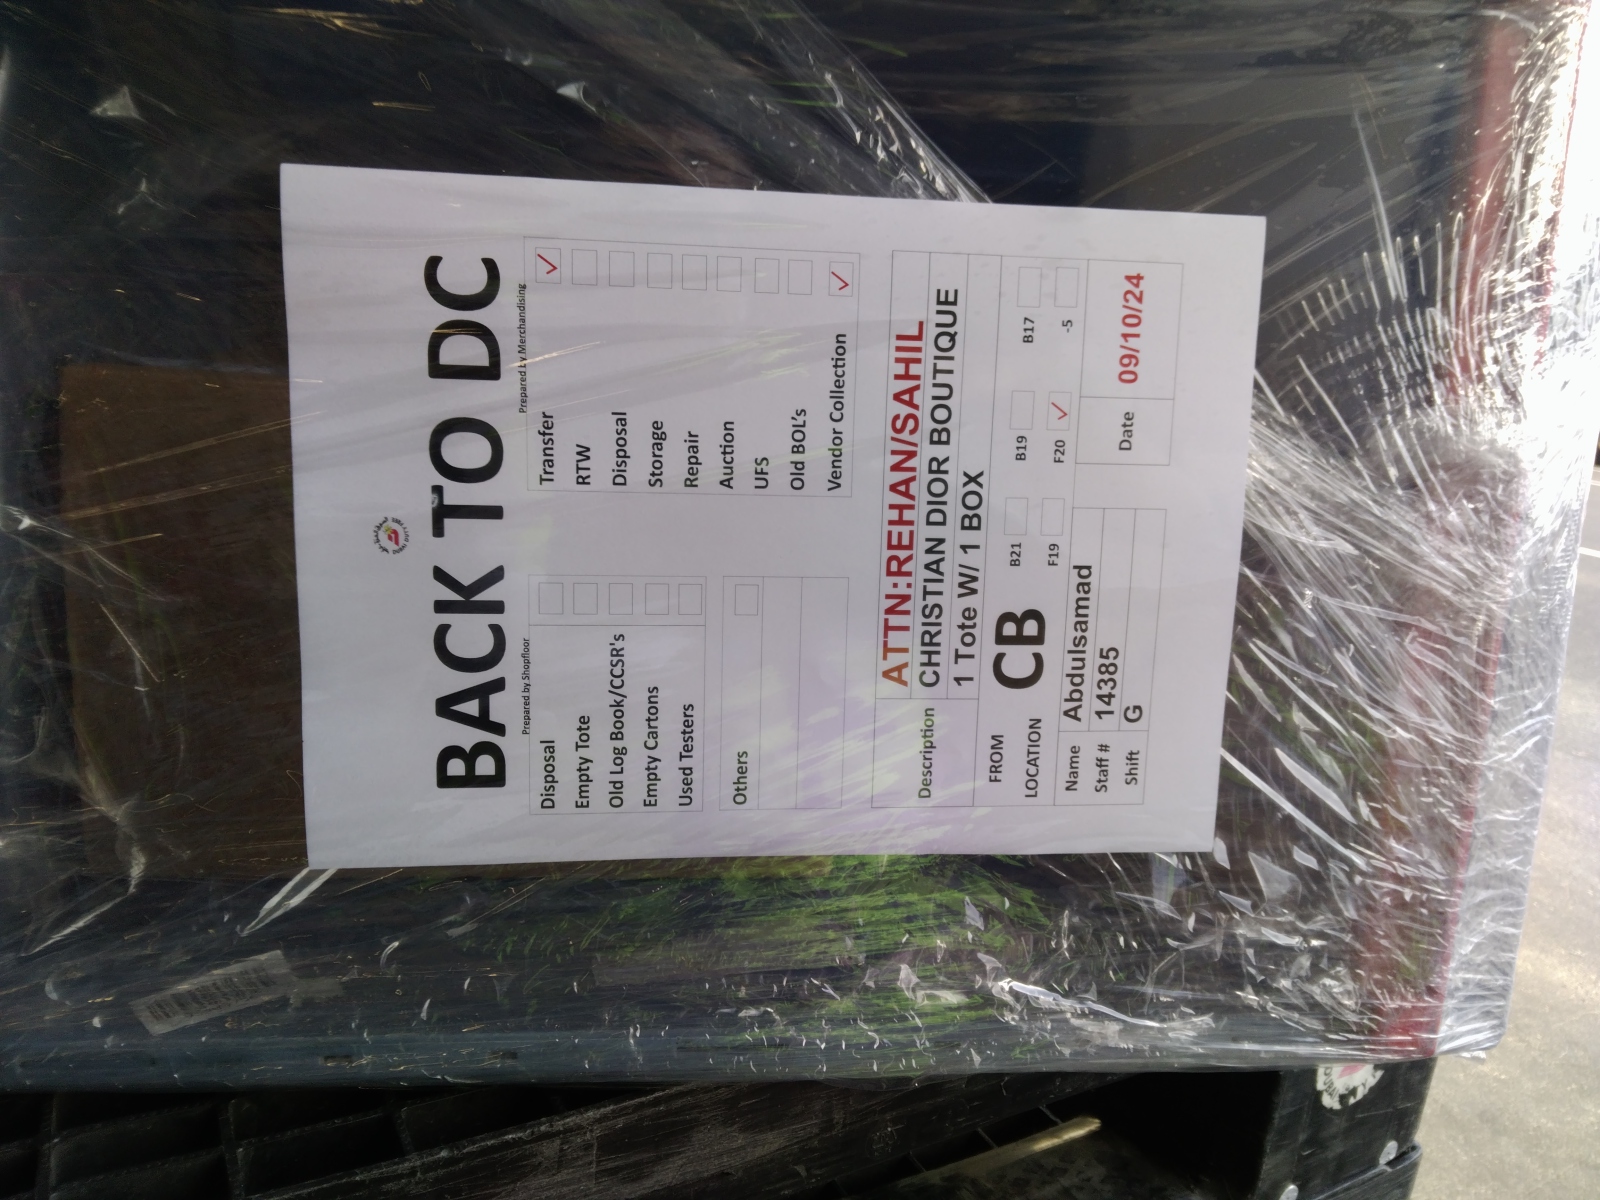 BACK TO DC
Prepared by Shopfloor
Prepared by Merchandising
Disposal
Empty Tote
Old Log Book/CCSR's
Empty Cartons
Used Testers
Others
Transfer ✓
RTW
Disposal
Storage
Repair
Auction
UFS
Old BOL's
Vendor Collection ✓
Description
ATTN:REHAN/SAHIL
CHRISTIAN DIOR BOUTIQUE
1 Tote W/ 1 BOX
FROM
LOCATION
CB
B21 B19 B17
F19 F20 ✓ -5
Name Abdulsamad
Staff # 14385
Shift G
Date 09/10/24